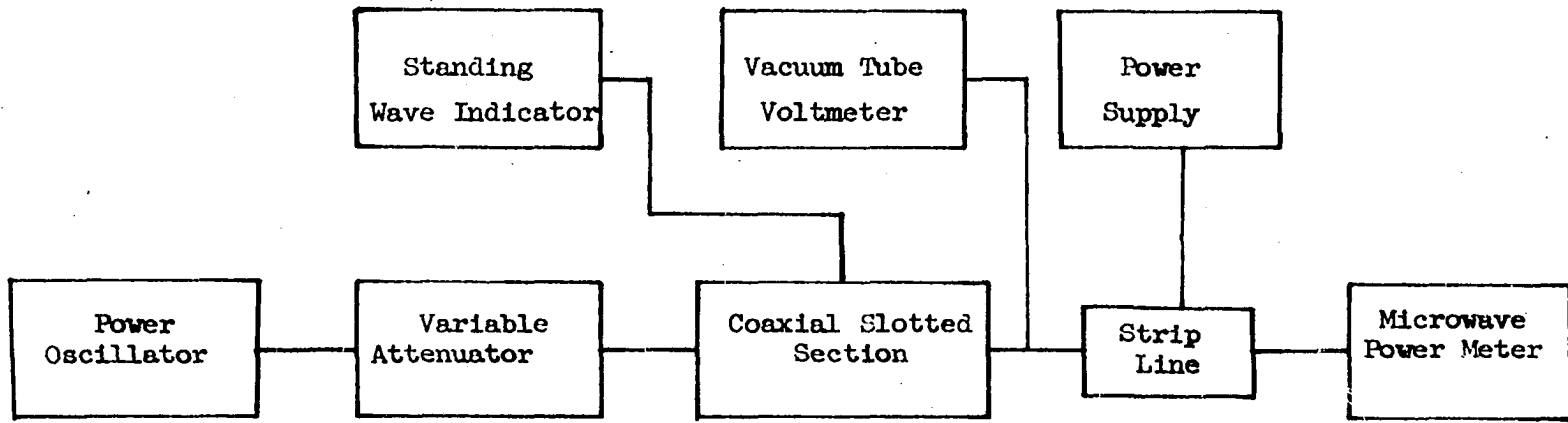 Standing
Wave Indicator
Vacuum Tube
Voltmeter
Power
Supply
Power
Oscillator
Variable
Attenuator
Coaxial Slotted
Section
Strip
Line
Microwave
Power Meter